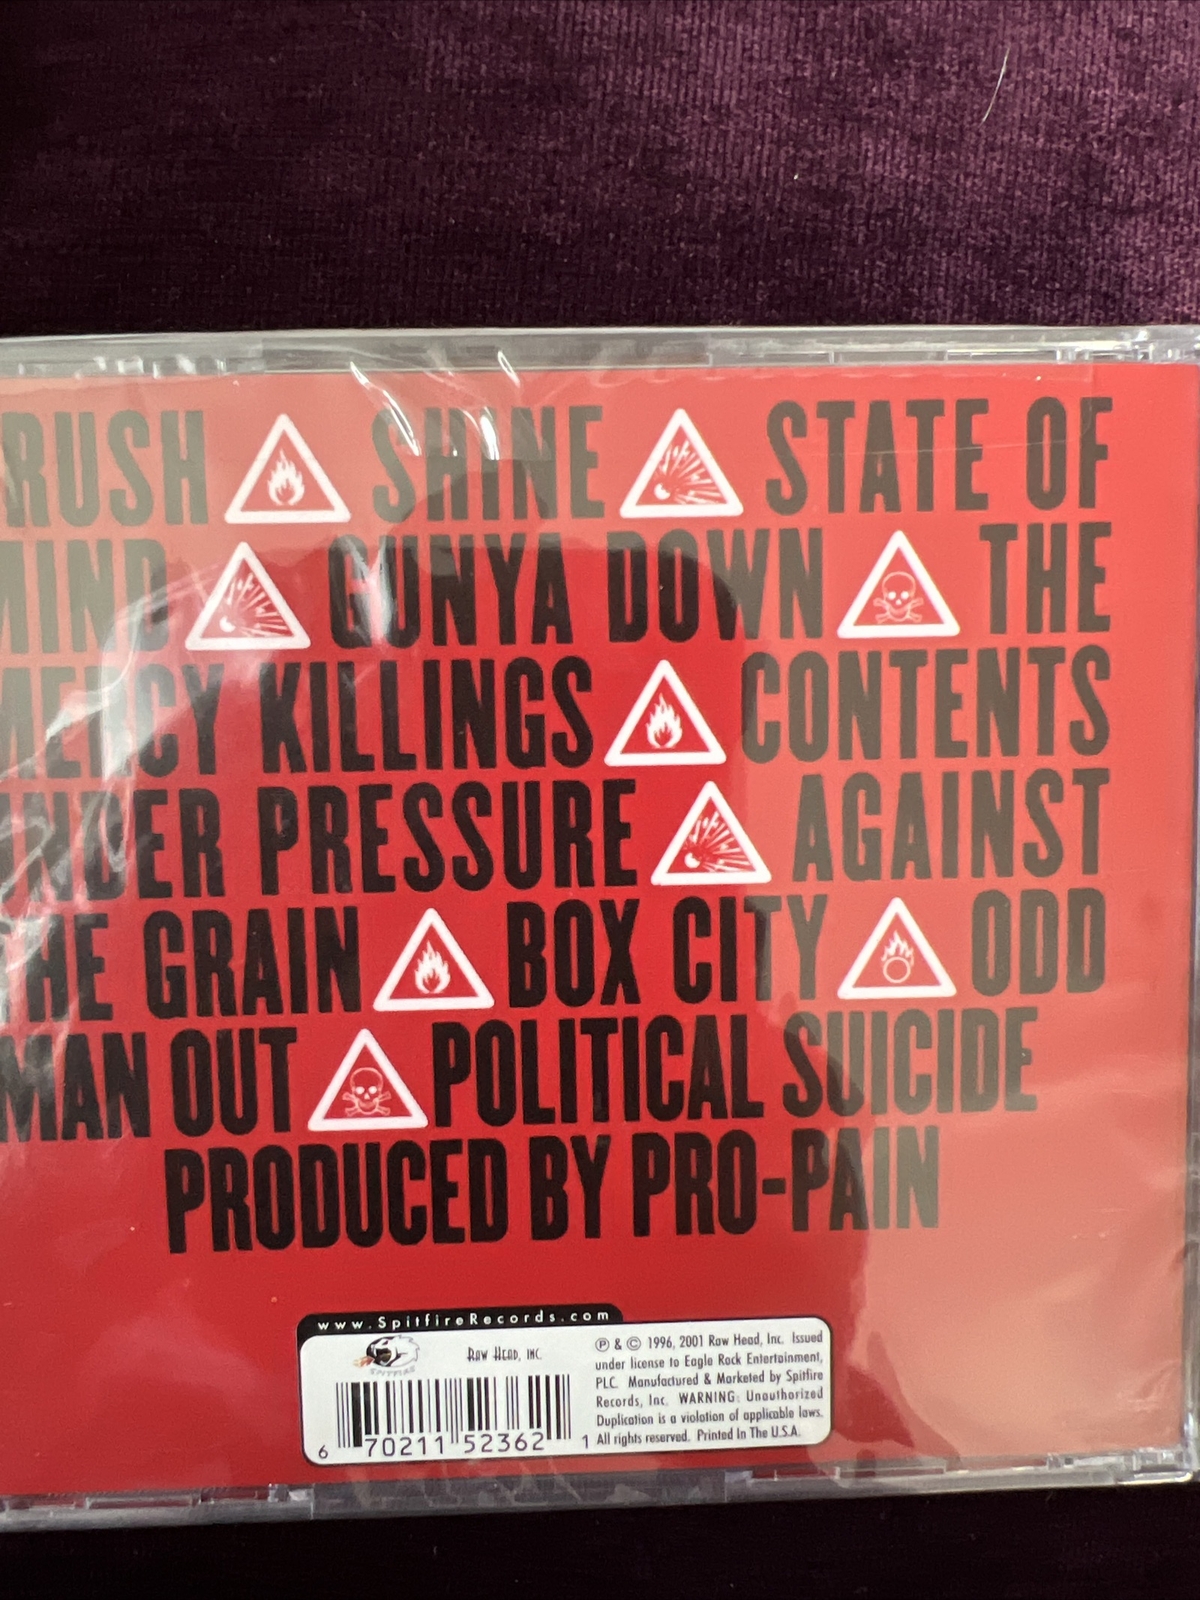 RUSH SHINE STATE OF
MIND GUNYA DOWN THE
MERCY KILLINGS CONTENTS
UNDER PRESSURE AGAINST
THE GRAIN BOX CITY ODD
MAN OUT POLITICAL SUICIDE
PRODUCED BY PRO-PAIN
www.SpitfireRecords.com
SPITFIRE
RAW HEAD, INC.
℗ & © 1996, 2001 Raw Head, Inc. Issued
under license to Eagle Rock Entertainment,
PLC. Manufactured & Marketed by Spitfire
Records, Inc. WARNING: Unauthorized
Duplication is a violation of applicable laws.
All rights reserved. Printed In The U.S.A.
6 70211 52362 1